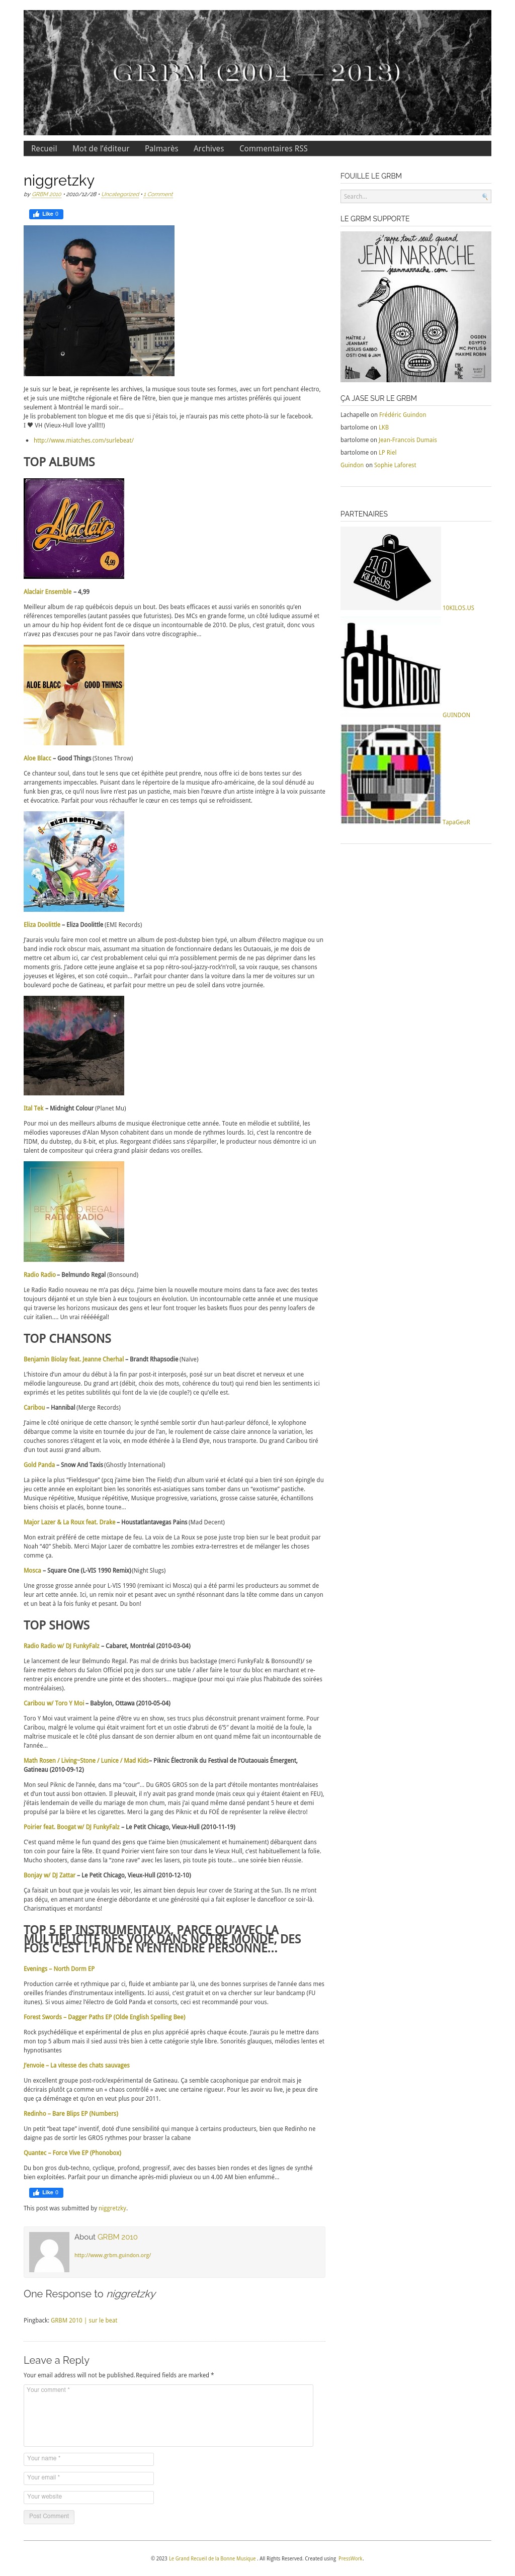 GRBM (2004 — 2013)
Recueil Mot de l'éditeur Palmarès Archives Commentaires RSS
niggretzky
by GRBM 2010 • 2010/12/28 • Uncategorized • 1 Comment
Like 0
Je suis sur le beat, je représente les archives, la musique sous toutes ses formes, avec un fort penchant électro,
et je suis une mé†che régionale et fière de l'être, bien que je mange mes artistes préférés qui jouent
seulement à Montréal le mardi soir…
Je lis probablement ton blogue et me dis que si j'étais toi, je n'aurais pas mis cette photo-là sur le facebook.
I ♥ VH (Vieux-Hull love y'all!!!)
• http://www.miatches.com/surlebeat/
TOP ALBUMS
Alaclair
4,99
Alaclair Ensemble – 4,99
Meilleur album de rap québécois depuis un bout. Des beats efficaces et aussi variés en sonorités qu'en
références temporelles (autant passées que futuristes). Des MCs en grande forme, un côté ludique assumé et
un amour du hip hop évident font de ce disque un incontournable de 2010. De plus, c'est gratuit, donc vous
n'avez pas d'excuses pour ne pas l'avoir dans votre discographie…
ALOE BLACC GOOD THINGS
Aloe Blacc – Good Things (Stones Throw)
Ce chanteur soul, dans tout le sens que cet épithète peut prendre, nous offre ici de bons textes sur des
arrangements impeccables. Puisant dans le répertoire de la musique afro-américaine, de la soul dénudé au
funk bien gras, ce qu'il nous livre n'est pas un pastiche, mais bien l'œuvre d'un artiste intègre à la voix puissante
et évocatrice. Parfait pour vous réchauffer le cœur en ces temps qui se refroidissent.
ELIZA DOOLITTLE
Eliza Doolittle – Eliza Doolittle (EMI Records)
J'aurais voulu faire mon cool et mettre un album de post-dubstep bien typé, un album d'électro magique ou un
band indie rock obscur mais, assumant ma situation de fonctionnaire dedans les Outaouais, je me dois de
mettre cet album ici, car c'est probablement celui qui m'a possiblement permis de ne pas déprimer dans les
moments gris. J'adore cette jeune anglaise et sa pop rétro-soul-jazzy-rock'n'roll, sa voix rauque, ses chansons
joyeuses et légères, et son coté coquin… Parfait pour chanter dans la voiture dans la mer de voitures sur un
boulevard poche de Gatineau, et parfait pour mettre un peu de soleil dans votre journée.
Ital Tek – Midnight Colour (Planet Mu)
Pour moi un des meilleurs albums de musique électronique cette année. Toute en mélodie et subtilité, les
mélodies vaporeuses d'Alan Myson cohabitent dans un monde de rythmes lourds. Ici, c'est la rencontre de
l'IDM, du dubstep, du 8-bit, et plus. Regorgeant d'idées sans s'éparpiller, le producteur nous démontre ici un
talent de compositeur qui créera grand plaisir dedans vos oreilles.
BELMUNDO REGAL
RADIO RADIO
Radio Radio – Belmundo Regal (Bonsound)
Le Radio Radio nouveau ne m'a pas déçu. J'aime bien la nouvelle mouture moins dans ta face avec des textes
toujours déjanté et un style bien à eux toujours en évolution. Un incontournable cette année et une musique
qui traverse les horizons musicaux des gens et leur font troquer les baskets fluos pour des penny loafers de
cuir italien…. Un vrai réééégal!
TOP CHANSONS
Benjamin Biolay feat. Jeanne Cherhal – Brandt Rhapsodie (Naïve)
L'histoire d'un amour du début à la fin par post-it interposés, posé sur un beat discret et nerveux et une
mélodie langoureuse. Du grand art (débit, choix des mots, cohérence du tout) qui rend bien les sentiments ici
exprimés et les petites subtilités qui font de la vie (de couple?) ce qu'elle est.
Caribou – Hannibal (Merge Records)
J'aime le côté onirique de cette chanson; le synthé semble sortir d'un haut-parleur défoncé, le xylophone
débarque comme la visite en tournée du jour de l'an, le roulement de caisse claire annonce la variation, les
couches sonores s'étagent et la voix, en mode éthérée à la Elend Øye, nous transporte. Du grand Caribou tiré
d'un tout aussi grand album.
Gold Panda – Snow And Taxis (Ghostly International)
La pièce la plus "Fieldesque" (pcq j'aime bien The Field) d'un album varié et éclaté qui a bien tiré son épingle du
jeu cette année en exploitant bien les sonorités est-asiatiques sans tomber dans un "exotisme" pastiche.
Musique répétitive, Musique répétitive, Musique progressive, variations, grosse caisse saturée, échantillons
biens choisis et placés, bonne toune…
Major Lazer & La Roux feat. Drake – Houstatlantavegas Pains (Mad Decent)
Mon extrait préféré de cette mixtape de feu. La voix de La Roux se pose juste trop bien sur le beat produit par
Noah "40" Shebib. Merci Major Lazer de combattre les zombies extra-terrestres et de mélanger les choses
comme ça.
Mosca – Square One (L-VIS 1990 Remix)(Night Slugs)
Une grosse grosse année pour L-VIS 1990 (remixant ici Mosca) qui a été parmi les producteurs au sommet de
leur art cette année. Ici, un remix noir et pesant avec un synthé résonnant dans la tête comme dans un canyon
et un beat à la fois funky et pesant. Du bon!
TOP SHOWS
Radio Radio w/ DJ FunkyFalz – Cabaret, Montréal (2010-03-04)
Le lancement de leur Belmundo Regal. Pas mal de drinks bus backstage (merci FunkyFalz & Bonsound!)/ se
faire mettre dehors du Salon Officiel pcq je dors sur une table / aller faire le tour du bloc en marchant et re-
rentrer pis encore prendre une pinte et des shooters… magique (pour moi qui n'aie plus l'habitude des soirées
montréalaises).
Caribou w/ Toro Y Moi – Babylon, Ottawa (2010-05-04)
Toro Y Moi vaut vraiment la peine d'être vu en show, ses trucs plus déconstruit prenant vraiment forme. Pour
Caribou, malgré le volume qui était vraiment fort et un ostie d'abruti de 6'5″ devant la moitié de la foule, la
maîtrise musicale et le côté plus dansant de son dernier album en ont quand même fait un incontournable de
l'année…
Math Rosen / Living~Stone / Lunice / Mad Kids– Piknic Électronik du Festival de l'Outaouais Émergent,
Gatineau (2010-09-12)
Mon seul Piknic de l'année, dans ma "cour"… Du GROS GROS son de la part d'étoile montantes montréalaises
et d'un tout aussi bon outtavien. Il pleuvait, il n'y avait pas grand monde (mais ceux qui y étaient étaient en FEU),
j'étais lendemain de veille du mariage de mon chum, mais j'ai quand même dansé pendant 5 heure et demi
propulsé par la bière et les cigarettes. Merci la gang des Piknic et du FOÉ de représenter la relève électro!
Poirier feat. Boogat w/ DJ FunkyFalz – Le Petit Chicago, Vieux-Hull (2010-11-19)
C'est quand même le fun quand des gens que t'aime bien (musicalement et humainement) débarquent dans
ton coin pour faire la fête. Et quand Poirier vient faire son tour dans le Vieux Hull, c'est habituellement la folie.
Mucho shooters, danse dans la "zone rave" avec les lasers, pis toute pis toute… une soirée bien réussie.
Bonjay w/ DJ Zattar – Le Petit Chicago, Vieux-Hull (2010-12-10)
Ça faisait un bout que je voulais les voir, les aimant bien depuis leur cover de Staring at the Sun. Ils ne m'ont
pas déçu, en amenant une énergie débordante et une générosité qui a fait exploser le dancefloor ce soir-là.
Charismatiques et mordants!
TOP 5 EP INSTRUMENTAUX, PARCE QU'AVEC LA
MULTIPLICITÉ DES VOIX DANS NOTRE MONDE, DES
FOIS C'EST L'FUN DE N'ENTENDRE PERSONNE…
Evenings – North Dorm EP
Production carrée et rythmique par ci, fluide et ambiante par là, une des bonnes surprises de l'année dans mes
oreilles friandes d'instrumentaux intelligents. Ici aussi, c'est gratuit et on va chercher sur leur bandcamp (FU
itunes). Si vous aimez l'électro de Gold Panda et consorts, ceci est recommandé pour vous.
Forest Swords – Dagger Paths EP (Olde English Spelling Bee)
Rock psychédélique et expérimental de plus en plus apprécié après chaque écoute. J'aurais pu le mettre dans
mon top 5 album mais il sied aussi très bien à cette catégorie style libre. Sonorités glauques, mélodies lentes et
hypnotisantes
J'envoie – La vitesse des chats sauvages
Un excellent groupe post-rock/expérimental de Gatineau. Ça semble cacophonique par androit mais je
décrirais plutôt ça comme un « chaos contrôlé » avec une certaine rigueur. Pour les avoir vu live, je peux dire
que ça déménage et qu'on en veut plus pour 2011.
Redinho – Bare Blips EP (Numbers)
Un petit "beat tape" inventif, doté d'une sensibilité qui manque à certains producteurs, bien que Redinho ne
daigne pas de sortir les GROS rythmes pour brasser la cabane
Quantec – Force Vive EP (Phonobox)
Du bon gros dub-techno, cyclique, profond, progressif, avec des basses bien rondes et des lignes de synthé
bien exploitées. Parfait pour un dimanche après-midi pluvieux ou un 4.00 AM bien enfummé…
Like 0
This post was submitted by niggretzky.
About GRBM 2010
http://www.grbm.guindon.org/
One Response to niggretzky
Pingback: GRBM 2010 | sur le beat
Leave a Reply
Your email address will not be published.Required fields are marked *
Your comment *
Your name *
Your email *
Your website
Post Comment
FOUILLE LE GRBM
Search...
LE GRBM SUPPORTE
j'rappe tout seul quand
JEAN NARRACHE
jeannarrache.com
MAÎTRE J
JEANBART
JESUIS GABBO
OSTI ONE & JAM
OGDEN
EGYPTO
MC PHYLIS &
MAXIME ROBIN
ÇA JASE SUR LE GRBM
Lachapelle on Frédéric Guindon
bartolome on LKB
bartolome on Jean-Francois Dumais
bartolome on LP Riel
Guindon on Sophie Laforest
PARTENAIRES
10
KILOS.US
10KILOS.US
GUINDON
GUINDON
TapaGeuR
© 2023 Le Grand Recueil de la Bonne Musique . All Rights Reserved. Created using PressWork.